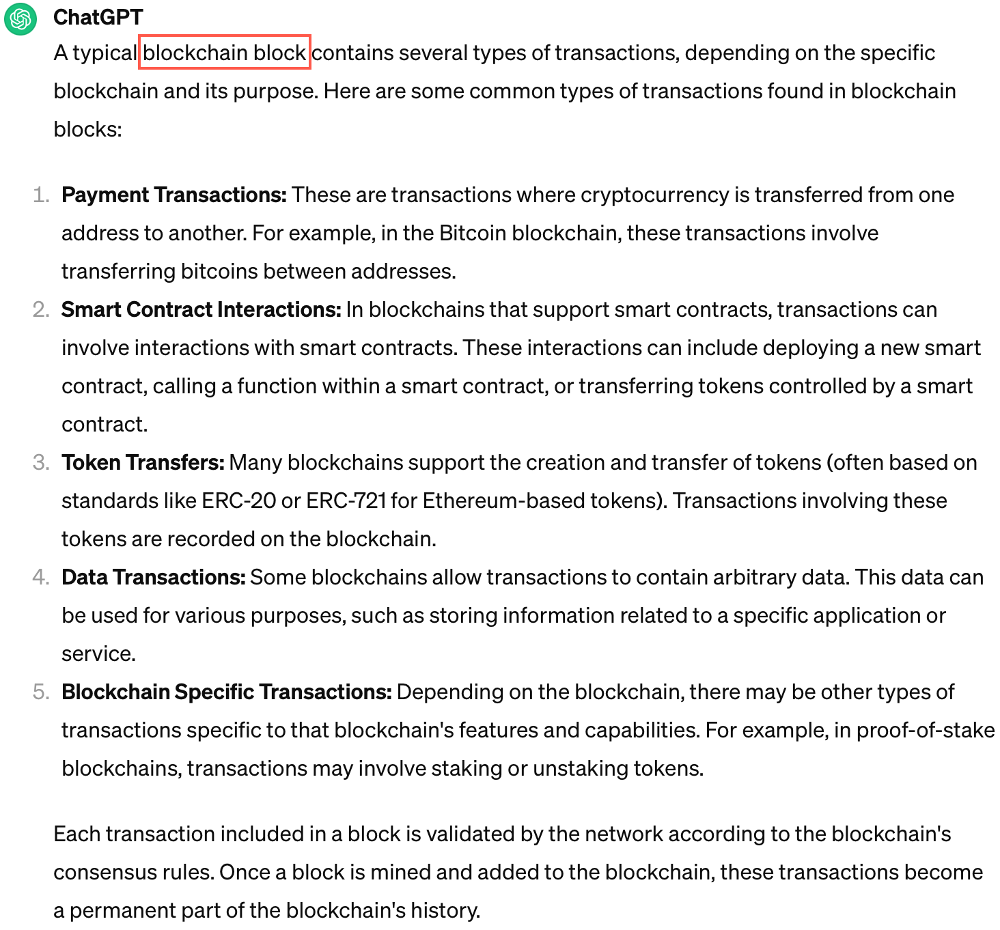 ChatGPT
A typical blockchain block contains several types of transactions, depending on the specific
blockchain and its purpose. Here are some common types of transactions found in blockchain
blocks:
1. Payment Transactions: These are transactions where cryptocurrency is transferred from one
address to another. For example, in the Bitcoin blockchain, these transactions involve
transferring bitcoins between addresses.
2. Smart Contract Interactions: In blockchains that support smart contracts, transactions can
involve interactions with smart contracts. These interactions can include deploying a new smart
contract, calling a function within a smart contract, or transferring tokens controlled by a smart
contract.
3. Token Transfers: Many blockchains support the creation and transfer of tokens (often based on
standards like ERC-20 or ERC-721 for Ethereum-based tokens). Transactions involving these
tokens are recorded on the blockchain.
4. Data Transactions: Some blockchains allow transactions to contain arbitrary data. This data can
be used for various purposes, such as storing information related to a specific application or
service.
5. Blockchain Specific Transactions: Depending on the blockchain, there may be other types of
transactions specific to that blockchain's features and capabilities. For example, in proof-of-stake
blockchains, transactions may involve staking or unstaking tokens.
Each transaction included in a block is validated by the network according to the blockchain's
consensus rules. Once a block is mined and added to the blockchain, these transactions become
a permanent part of the blockchain's history.